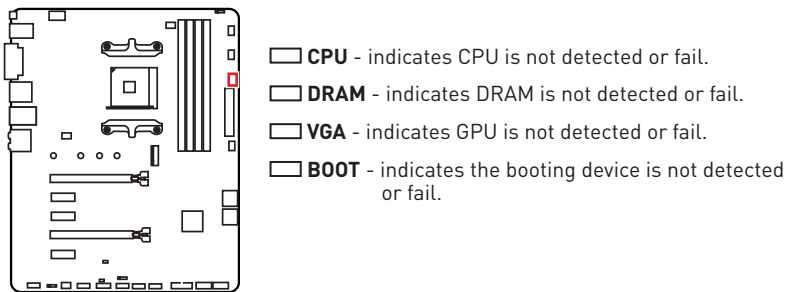 CPU - indicates CPU is not detected or fail.
DRAM - indicates DRAM is not detected or fail.
VGA - indicates GPU is not detected or fail.
BOOT - indicates the booting device is not detected
or fail.